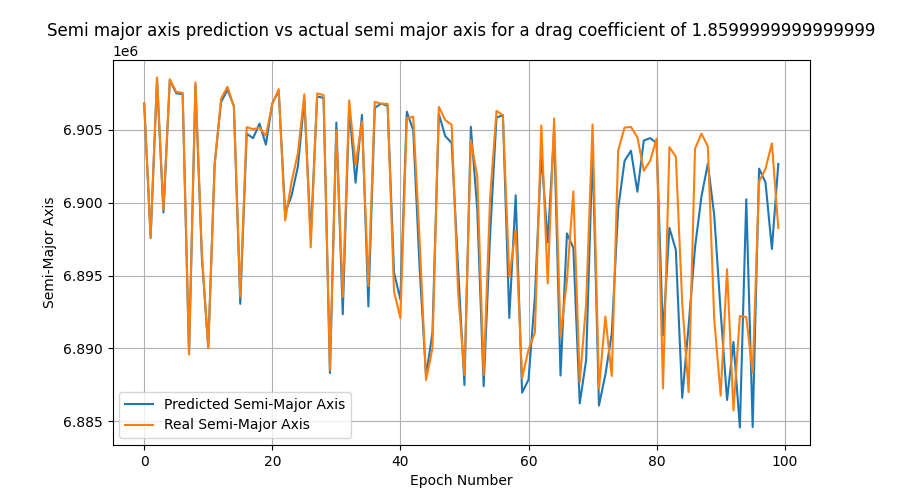 Semi major axis prediction vs actual semi major axis for a drag coefficient of 1.8599999999999999
1e6
6.905
6.900
6.895
6.890
6.885
Semi-Major Axis
Predicted Semi-Major Axis
Real Semi-Major Axis
0 20 40 60 80 100
Epoch Number